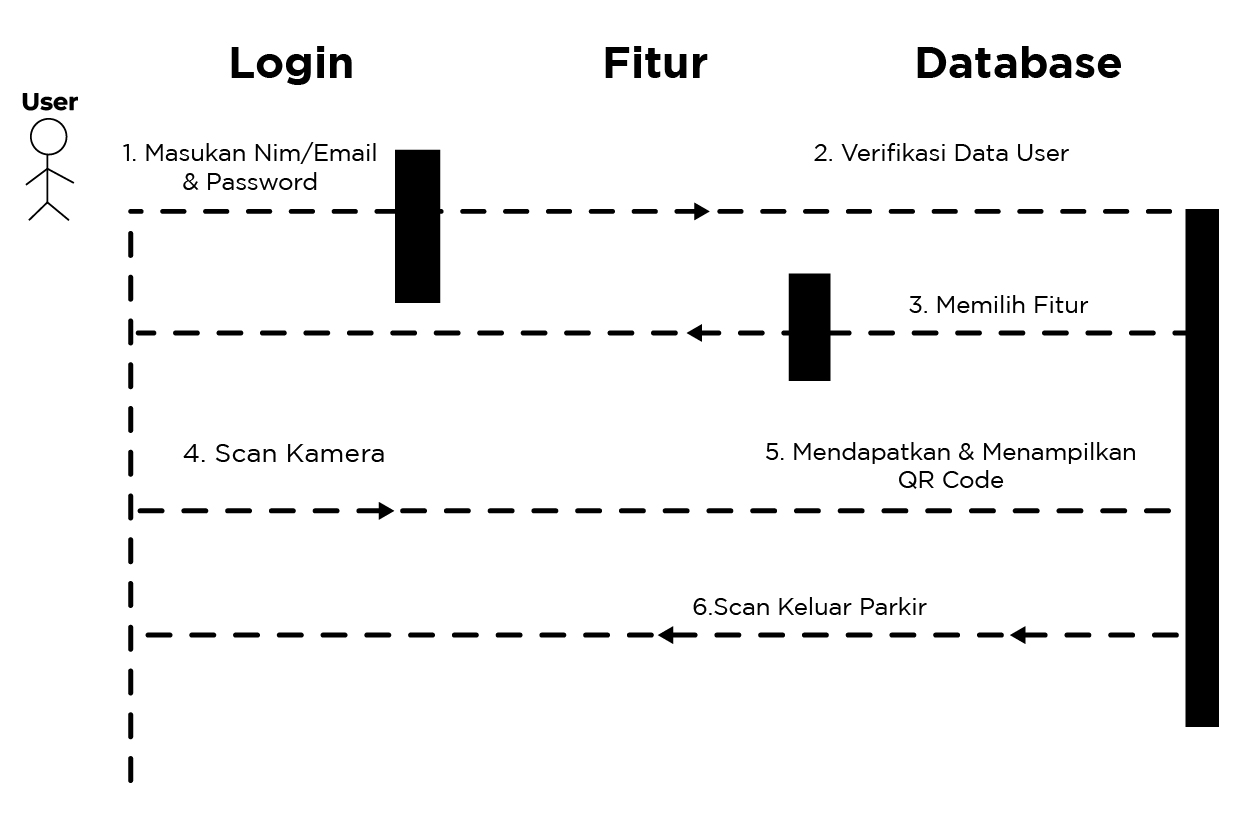 Login
Fitur
Database
User
1. Masukan Nim/Email
& Password
2. Verifikasi Data User
3. Memilih Fitur
4. Scan Kamera
5. Mendapatkan & Menampilkan
QR Code
6.Scan Keluar Parkir